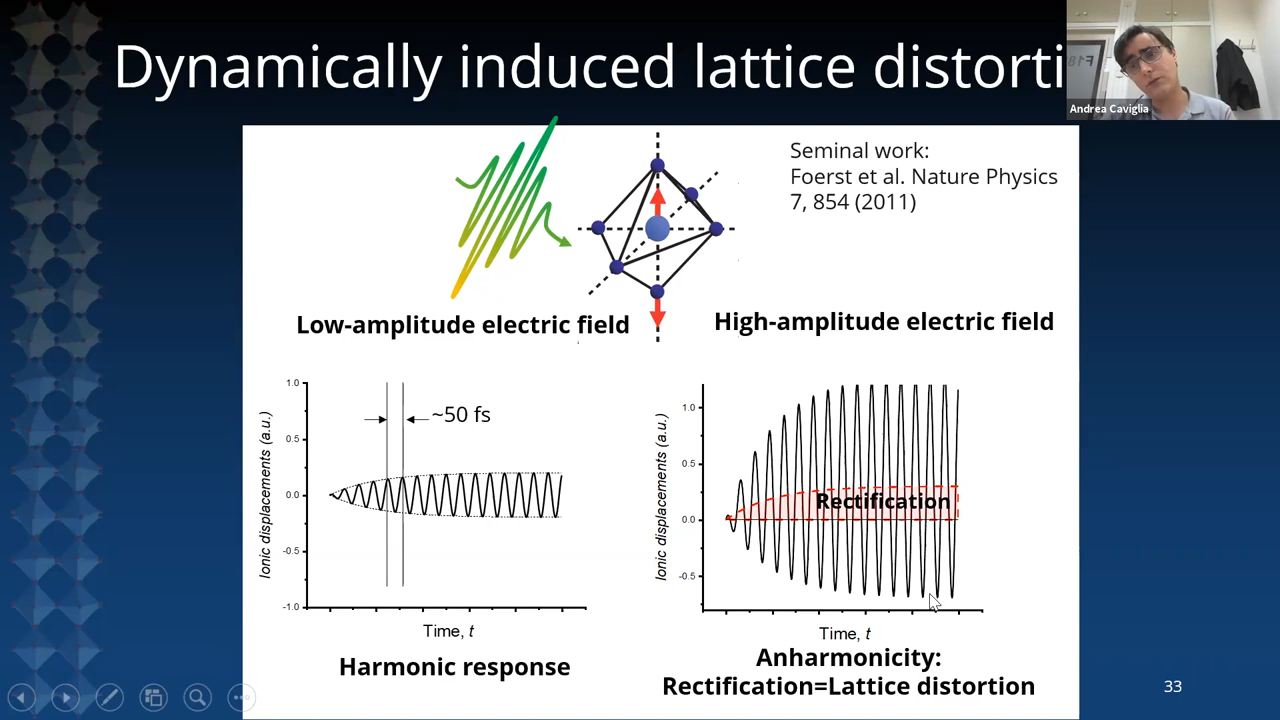 Dynamically induced lattice distorti
Andrea Caviglia
Seminal work:
Foerst et al. Nature Physics
7, 854 (2011)
Low-amplitude electric field
High-amplitude electric field
1.0
0.5
0.0
-0.5
-1.0
Ionic displacements (a.u.)
~50 fs
Time, t
Harmonic response
1.0
0.5
0.0
-0.5
Ionic displacements (a.u.)
Rectification
Time, t
Anharmonicity:
Rectification=Lattice distortion
33